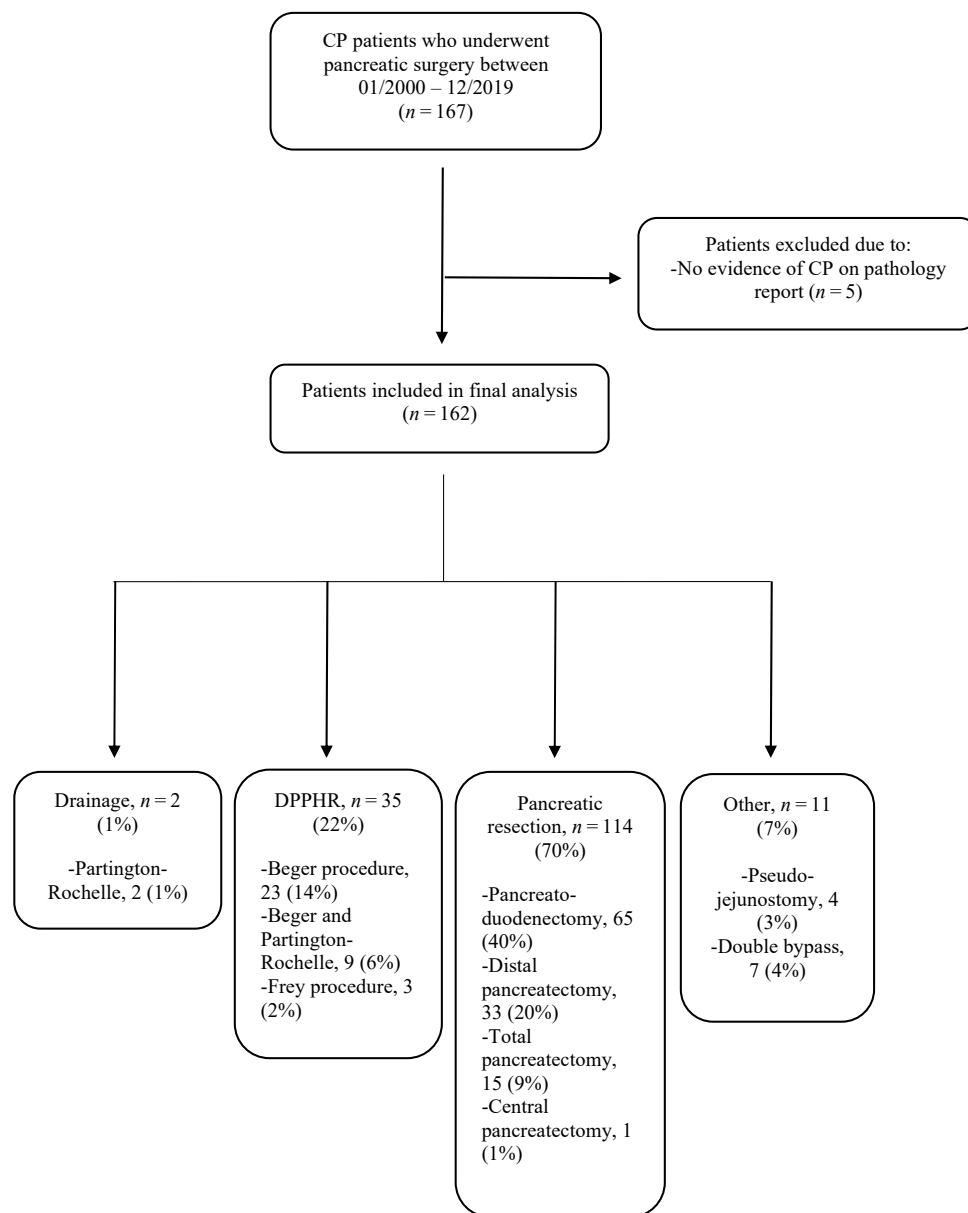 CP patients who underwent
pancreatic surgery between
01/2000 – 12/2019
(n = 167)
Patients excluded due to:
-No evidence of CP on pathology
report (n = 5)
Patients included in final analysis
(n = 162)
Drainage, n = 2
(1%)
-Partington-
Rochelle, 2 (1%)
DPPHR, n = 35
(22%)
-Beger procedure,
23 (14%)
-Beger and
Partington-
Rochelle, 9 (6%)
-Frey procedure, 3
(2%)
Pancreatic
resection, n = 114
(70%)
-Pancreato-
duodenectomy, 65
(40%)
-Distal
pancreatectomy,
33 (20%)
-Total
pancreatectomy,
15 (9%)
-Central
pancreatectomy, 1
(1%)
Other, n = 11
(7%)
-Pseudo-
jejunostomy, 4
(3%)
-Double bypass,
7 (4%)